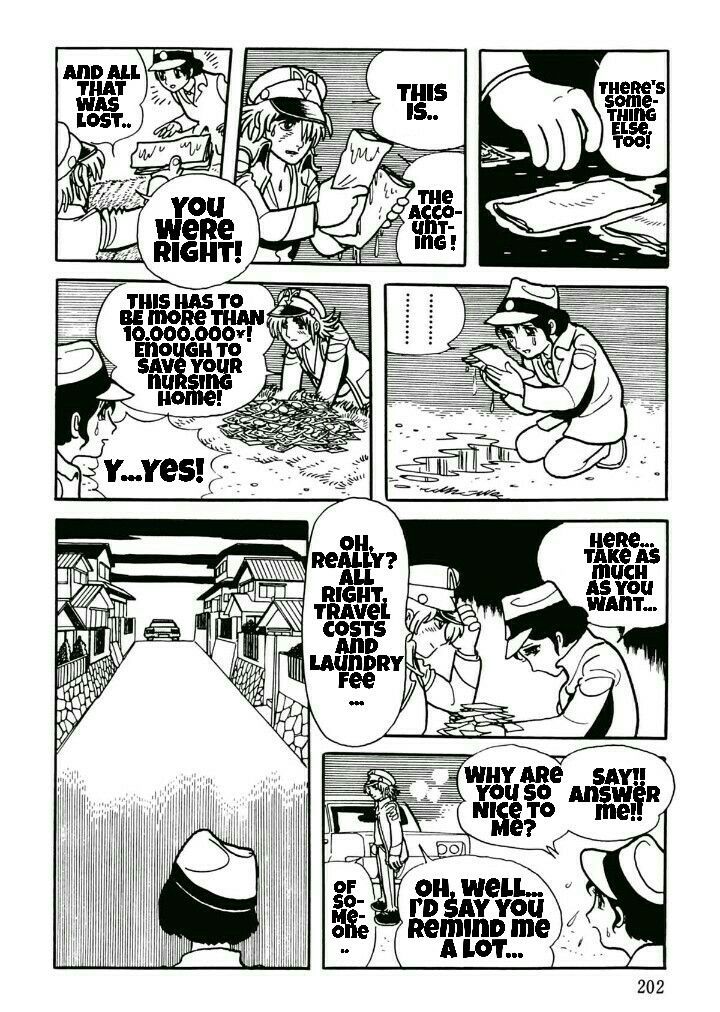 There's
some-
thing
else,
too!
This
is..
The
acco-
unt-
ing!
And all
that
was
lost..
You
were
right!
......
......
This has to
be more than
10.000.000¥!
Enough to
save your
nursing
home!
Y...yes!
Here...
take as
much
as you
want...
Oh,
really?
All
right,
travel
costs
and
laundry
fee
...
Say!!
Answer
me!!
Why are
you so
nice to
me?
Oh, well...
I'd say you
remind me
a lot...
of
so-
me-
one
..
202